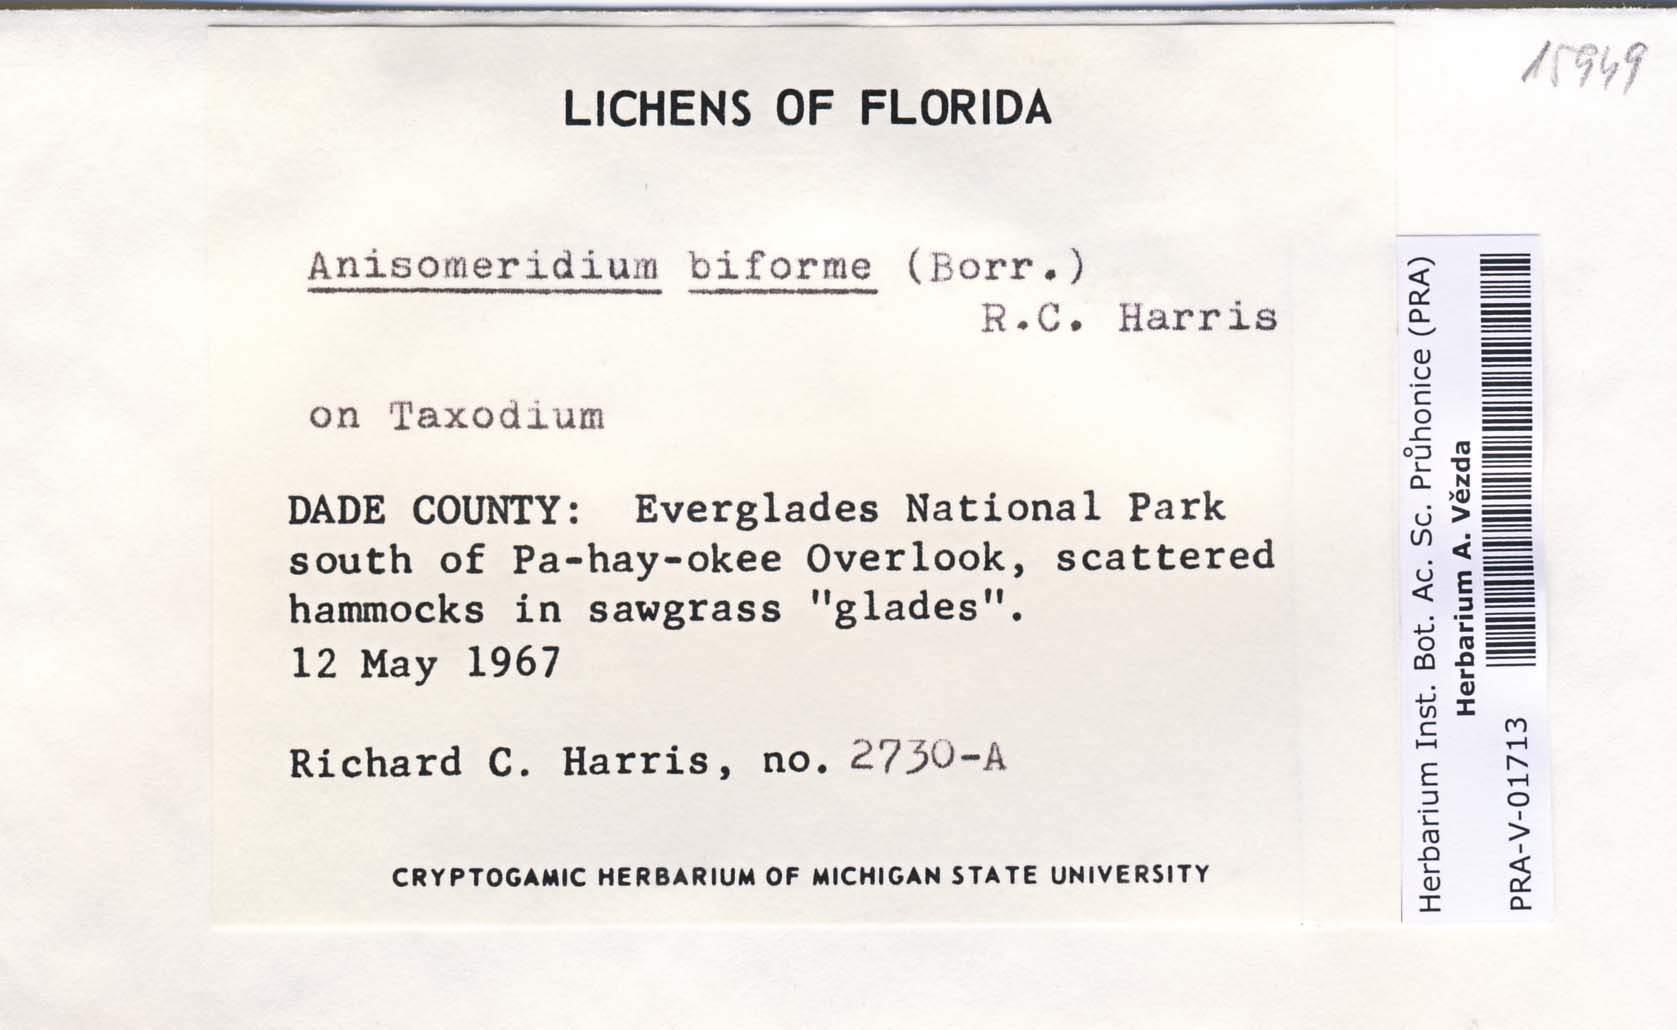 15949
LICHENS OF FLORIDA
Anisomeridium biforme (Borr.)
R.C. Harris
on Taxodium
DADE COUNTY: Everglades National Park
south of Pa-hay-okee Overlook, scattered
hammocks in sawgrass "glades".
12 May 1967
Richard C. Harris, no. 2730-A
CRYPTOGAMIC HERBARIUM OF MICHIGAN STATE UNIVERSITY
Herbarium Inst. Bot. Ac. Sc. Průhonice (PRA)
Herbarium A. Vězda
PRA-V-01713